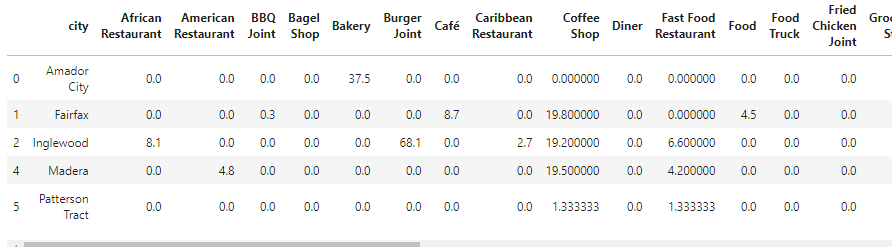 city African Restaurant American Restaurant BBQ Joint Bagel Shop Bakery Burger Joint Café Caribbean Restaurant Coffee Shop Diner Fast Food Restaurant Food Food Truck Fried Chicken Joint
0 Amador City 0.0 0.0 0.0 0.0 37.5 0.0 0.0 0.0 0.000000 0.0 0.000000 0.0 0.0 0.0
1 Fairfax 0.0 0.0 0.3 0.0 0.0 0.0 8.7 0.0 19.800000 0.0 0.000000 4.5 0.0 0.0
2 Inglewood 8.1 0.0 0.0 0.0 0.0 68.1 0.0 2.7 19.200000 0.0 6.600000 0.0 0.0 0.0
4 Madera 0.0 4.8 0.0 0.0 0.0 0.0 0.0 0.0 19.500000 0.0 4.200000 0.0 0.0 0.0
5 Patterson Tract 0.0 0.0 0.0 0.0 0.0 0.0 0.0 0.0 1.333333 0.0 1.333333 0.0 0.0 0.0